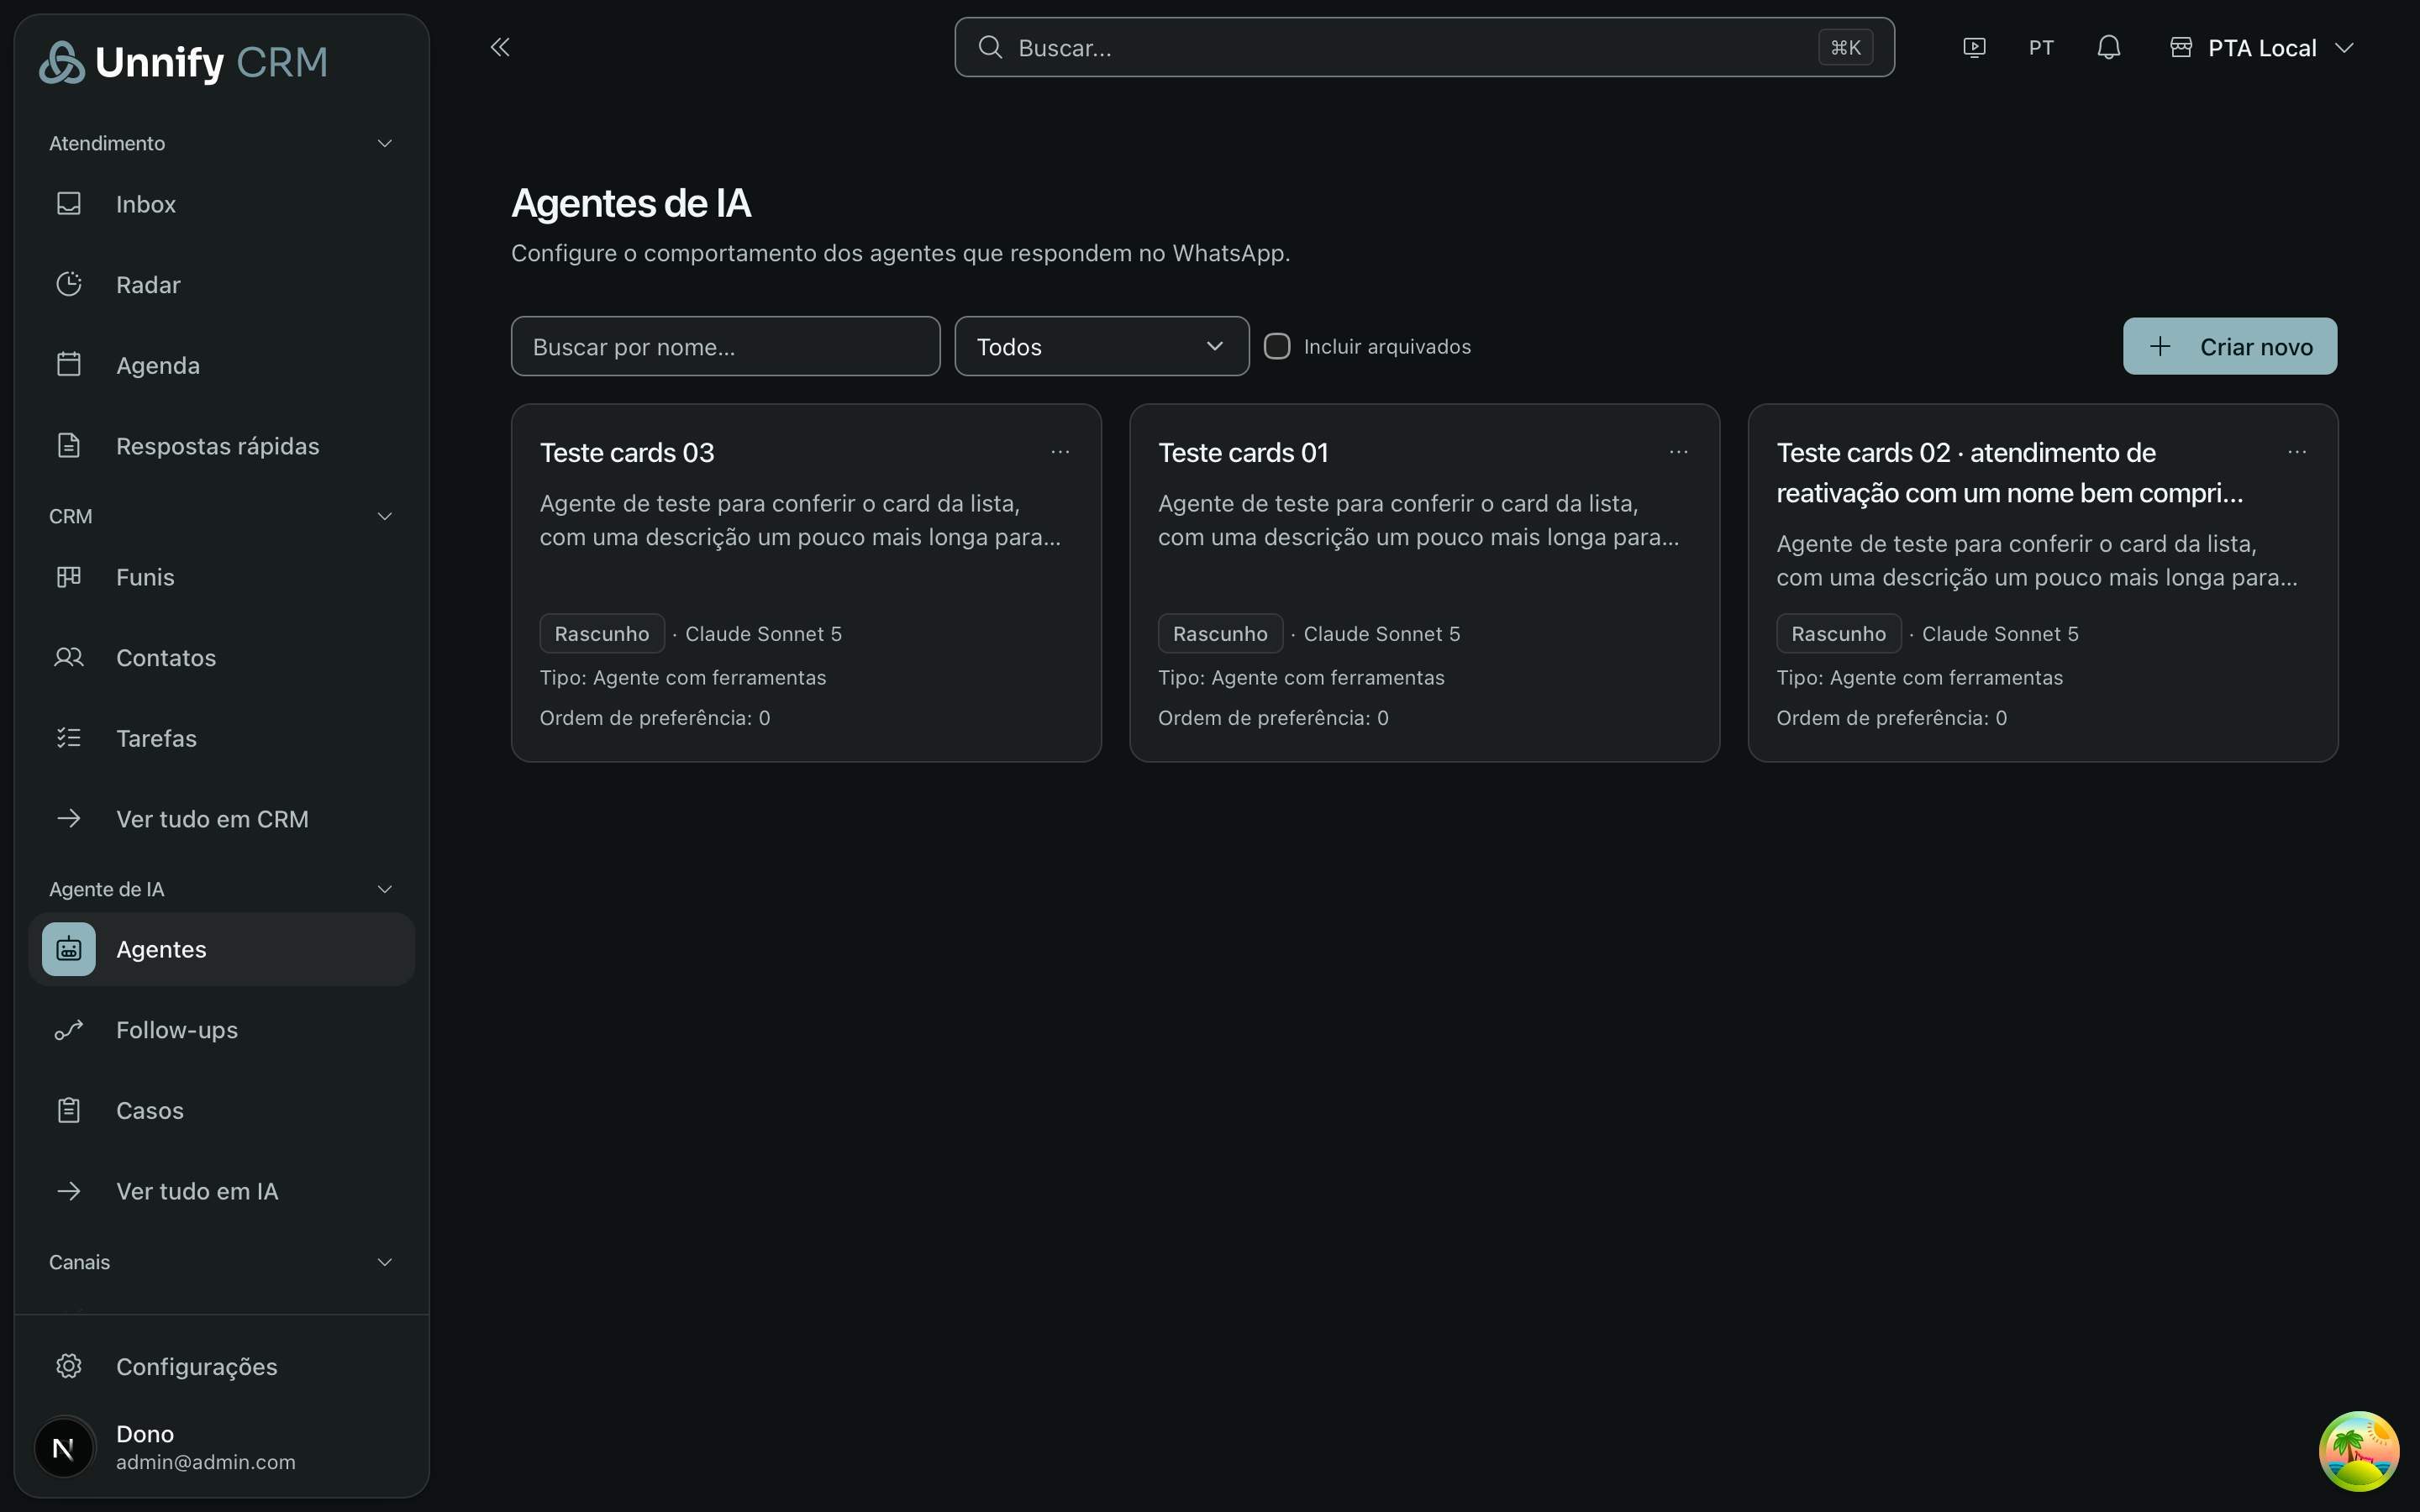 Unnify CRM
Buscar...
⌘K
PT
PTA Local
Atendimento
Inbox
Radar
Agenda
Respostas rápidas
CRM
Funis
Contatos
Tarefas
Ver tudo em CRM
Agente de IA
Agentes
Follow-ups
Casos
Ver tudo em IA
Canais
Configurações
N
Dono
admin@admin.com
Agentes de IA
Configure o comportamento dos agentes que respondem no WhatsApp.
Buscar por nome...
Todos
Incluir arquivados
Criar novo
Teste cards 03
Agente de teste para conferir o card da lista,
com uma descrição um pouco mais longa para...
Rascunho · Claude Sonnet 5
Tipo: Agente com ferramentas
Ordem de preferência: 0
Teste cards 01
Agente de teste para conferir o card da lista,
com uma descrição um pouco mais longa para...
Rascunho · Claude Sonnet 5
Tipo: Agente com ferramentas
Ordem de preferência: 0
Teste cards 02 · atendimento de
reativação com um nome bem compri...
Agente de teste para conferir o card da lista,
com uma descrição um pouco mais longa para...
Rascunho · Claude Sonnet 5
Tipo: Agente com ferramentas
Ordem de preferência: 0